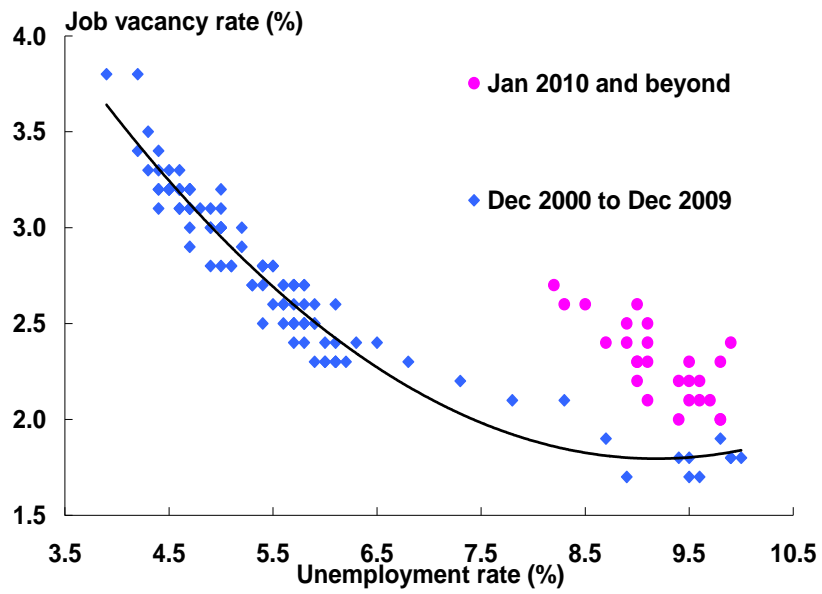 Job vacancy rate (%)
4.0
Jan 2010 and beyond
3.5
Dec 2000 to Dec 2009
3.0
2.5
2.0
1.5
3.5 4.5 5.5 6.5 7.5 8.5 9.5 10.5
Unemployment rate (%)